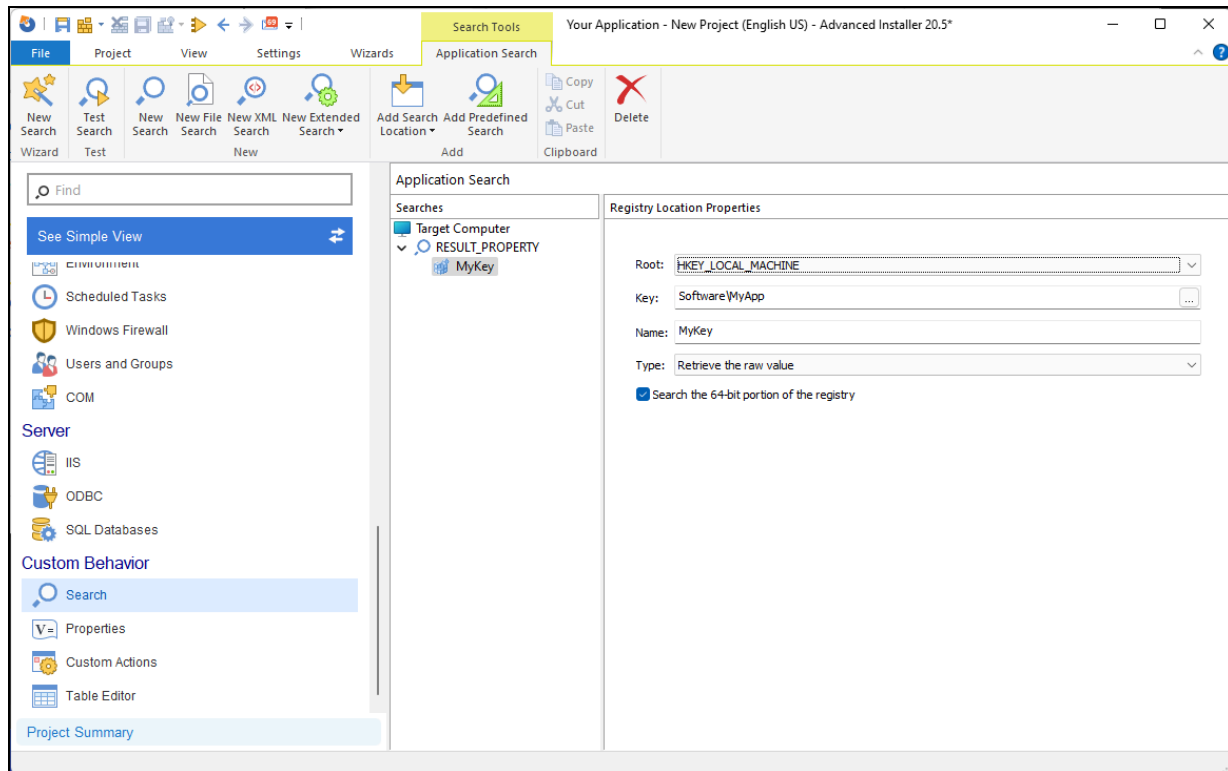 Search Tools
Your Application - New Project (English US) - Advanced Installer 20.5*
File Project View Settings Wizards Application Search
New Search
Test Search
New Search
New File Search
New XML Search
New Extended Search
Add Search Location
Add Predefined Search
Copy
Cut
Paste
Delete
Wizard Test New Add Clipboard
Find
See Simple View
Environment
Scheduled Tasks
Windows Firewall
Users and Groups
COM
Server
IIS
ODBC
SQL Databases
Custom Behavior
Search
Properties
Custom Actions
Table Editor
Project Summary
Application Search
Searches
Target Computer
RESULT_PROPERTY
MyKey
Registry Location Properties
Root: HKEY_LOCAL_MACHINE
Key: Software\MyApp ...
Name: MyKey
Type: Retrieve the raw value
Search the 64-bit portion of the registry